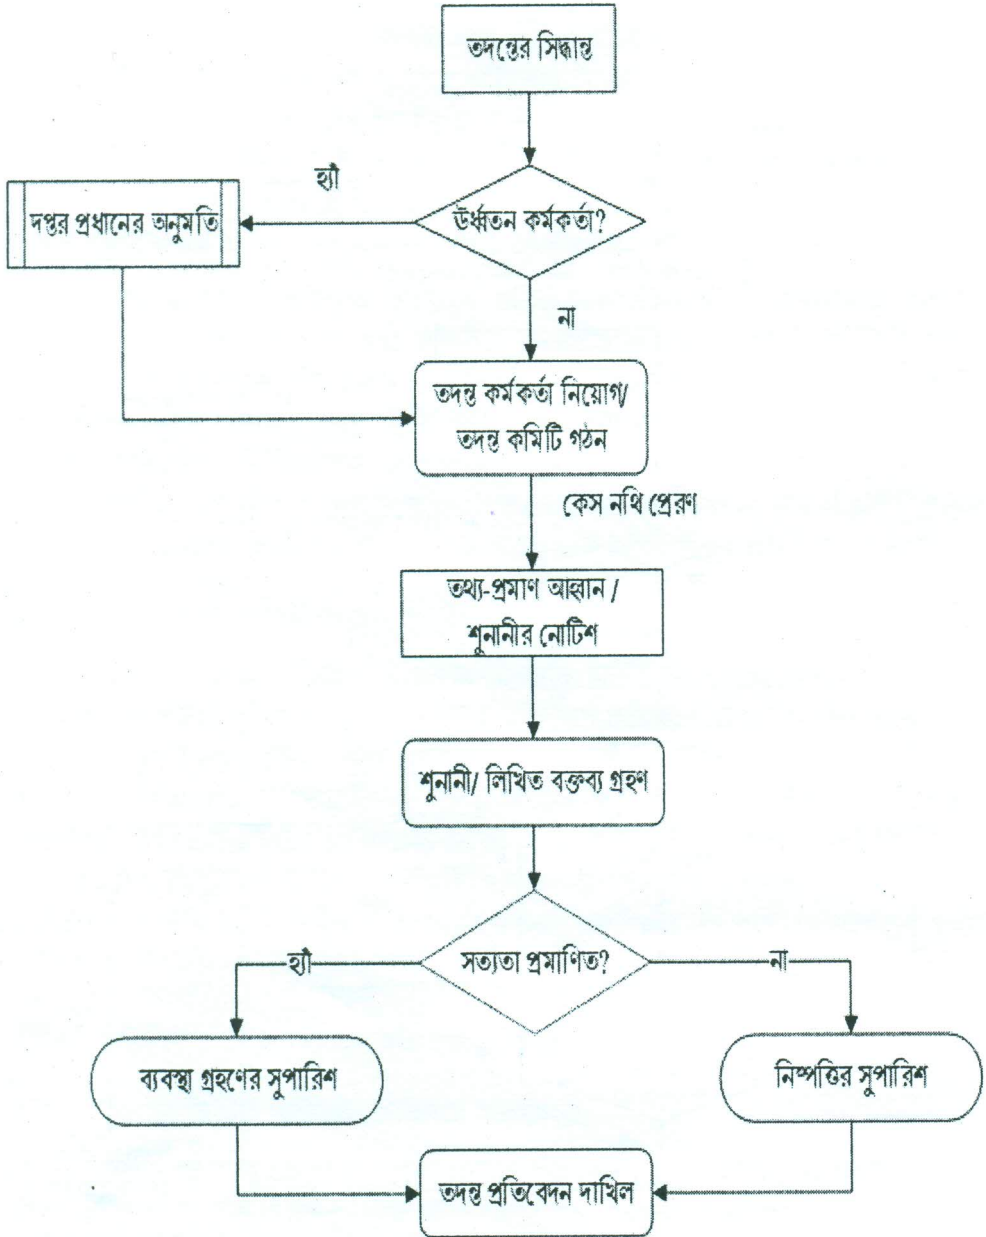 তদন্তের সিদ্ধান্ত
হ্যাঁ
দপ্তর প্রধানের অনুমতি
ঊর্ধ্বতন কর্মকর্তা?
না
তদন্ত কর্মকর্তা নিয়োগ/
তদন্ত কমিটি গঠন
কেস নথি প্রেরণ
তথ্য-প্রমাণ আহ্বান /
শুনানীর নোটিশ
শুনানী/ লিখিত বক্তব্য গ্রহণ
হ্যাঁ
সত্যতা প্রমাণিত?
না
ব্যবস্থা গ্রহণের সুপারিশ
নিষ্পত্তির সুপারিশ
তদন্ত প্রতিবেদন দাখিল